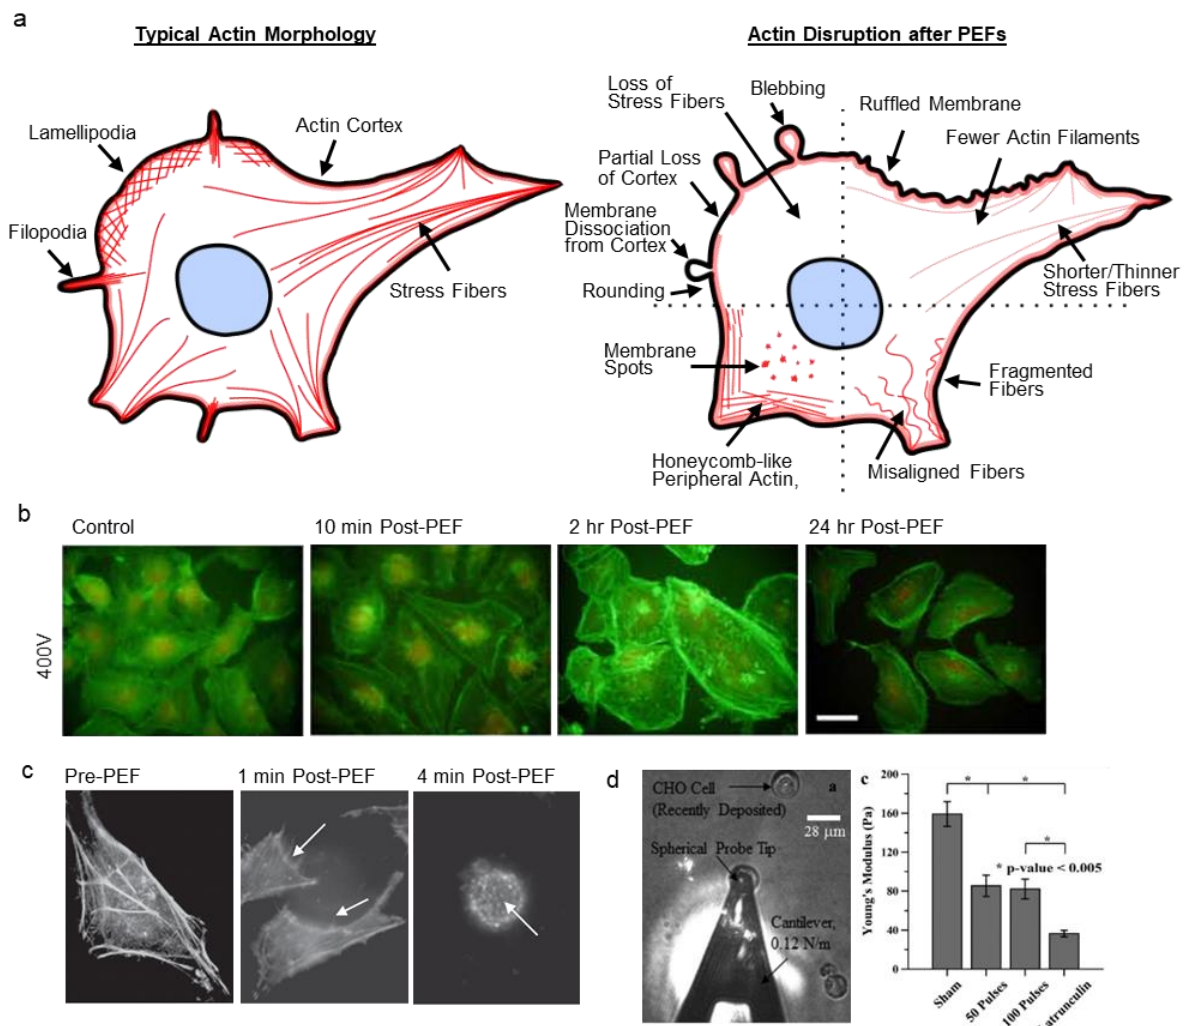 a
Typical Actin Morphology
Lamellipodia
Actin Cortex
Filopodia
Stress Fibers
Actin Disruption after PEFs
Loss of
Stress Fibers
Blebbing
Ruffled Membrane
Fewer Actin Filaments
Partial Loss
of Cortex
Membrane
Dissociation
from Cortex
Rounding
Shorter/Thinner
Stress Fibers
Membrane
Spots
Fragmented
Fibers
Honeycomb-like
Peripheral Actin,
Misaligned Fibers
b
Control
10 min Post-PEF
2 hr Post-PEF
24 hr Post-PEF
400V
c
Pre-PEF
1 min Post-PEF
4 min Post-PEF
d
CHO Cell
(Recently Deposited)
a
28 μm
Spherical Probe Tip
Cantilever,
0.12 N/m
c
Young's Modulus (Pa)
200
160
120
80
40
0
*
*
*
* p-value < 0.005
Sham
50 Pulses
100 Pulses
atrunculin